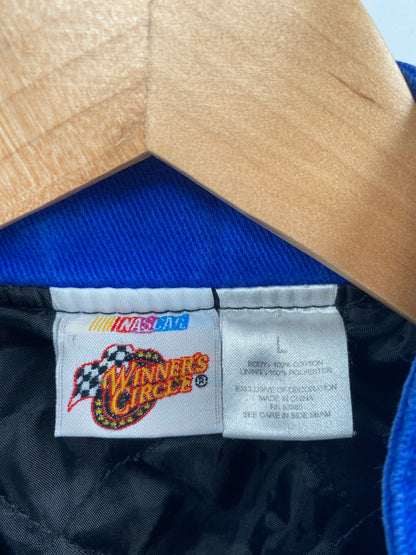 NASCAR
WINNER'S
CIRCLE®
L
BODY: 100% COTTON
LINING: 100% POLYESTER
EXCLUSIVE OF DECORATION
MADE IN CHINA
SEE CARE IN SIDE SEAM